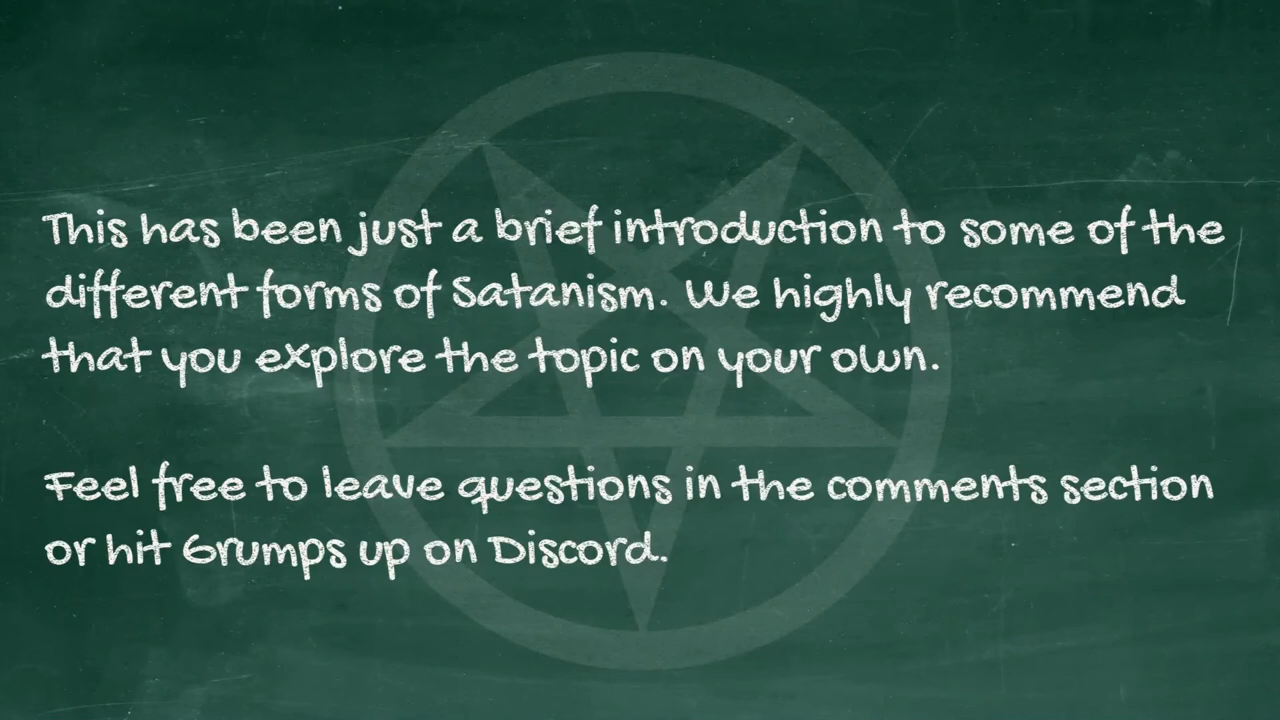 This has been just a brief introduction to some of the
different forms of Satanism. We highly recommend
that you explore the topic on your own.
Feel free to leave questions in the comments section
or hit Grumps up on Discord.